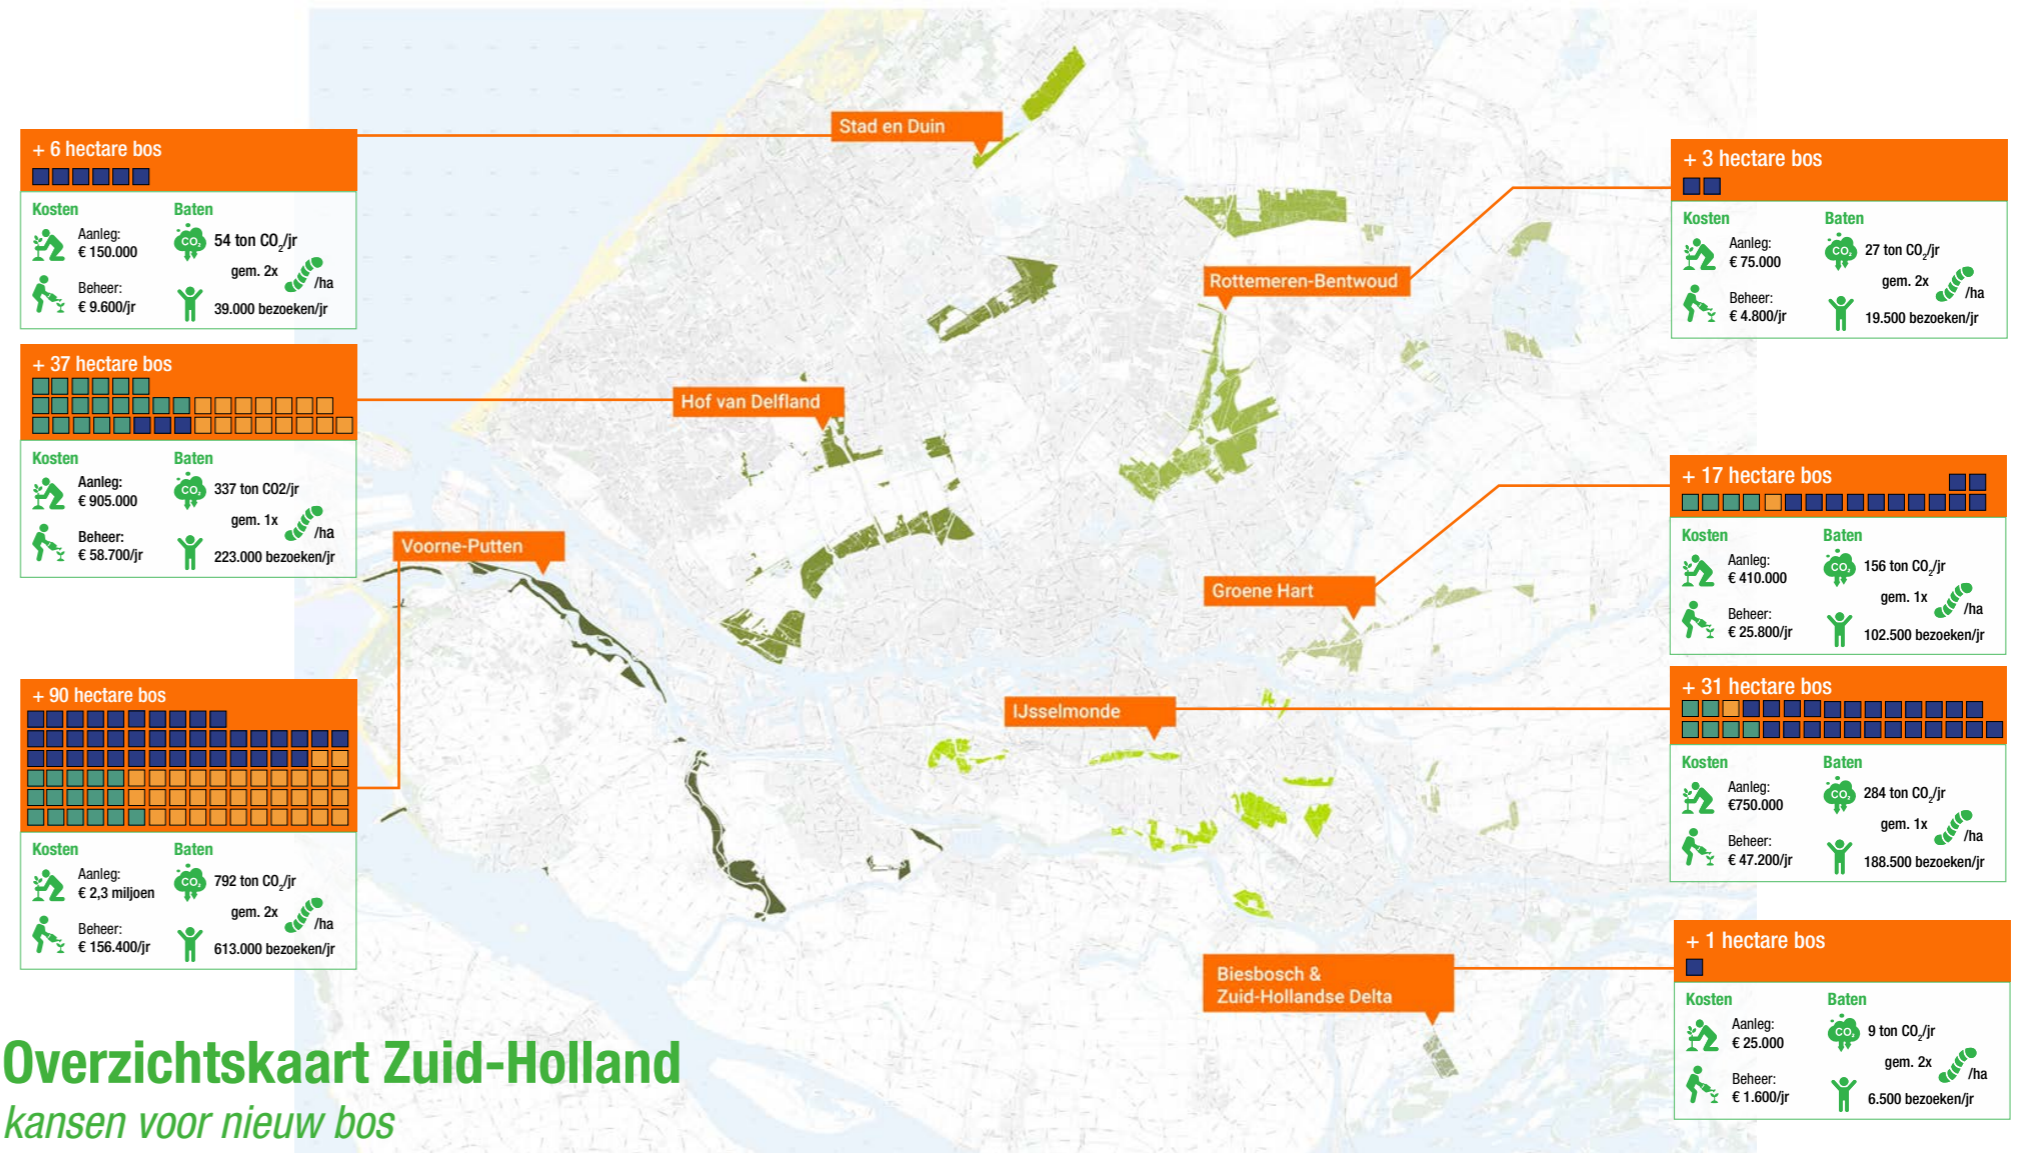 Stad en Duin
+ 6 hectare bos
Kosten
Baten
Aanleg:
€ 150.000
CO₂
54 ton CO₂/jr
gem. 2x
/ha
Beheer:
€ 9.600/jr
39.000 bezoeken/jr
Hof van Delfland
+ 37 hectare bos
Kosten
Baten
Aanleg:
€ 905.000
CO₂
337 ton CO2/jr
gem. 1x
/ha
Beheer:
€ 58.700/jr
223.000 bezoeken/jr
Voorne-Putten
+ 90 hectare bos
Kosten
Baten
Aanleg:
€ 2,3 miljoen
CO₂
792 ton CO₂/jr
gem. 2x
/ha
Beheer:
€ 156.400/jr
613.000 bezoeken/jr
Rottemeren-Bentwoud
+ 3 hectare bos
Kosten
Baten
Aanleg:
€ 75.000
CO₂
27 ton CO₂/jr
gem. 2x
/ha
Beheer:
€ 4.800/jr
19.500 bezoeken/jr
Groene Hart
+ 17 hectare bos
Kosten
Baten
Aanleg:
€ 410.000
CO₂
156 ton CO₂/jr
gem. 1x
/ha
Beheer:
€ 25.800/jr
102.500 bezoeken/jr
IJsselmonde
+ 31 hectare bos
Kosten
Baten
Aanleg:
€750.000
CO₂
284 ton CO₂/jr
gem. 1x
/ha
Beheer:
€ 47.200/jr
188.500 bezoeken/jr
Biesbosch &
Zuid-Hollandse Delta
+ 1 hectare bos
Kosten
Baten
Aanleg:
€ 25.000
CO₂
9 ton CO₂/jr
gem. 2x
/ha
Beheer:
€ 1.600/jr
6.500 bezoeken/jr
Overzichtskaart Zuid-Holland
kansen voor nieuw bos